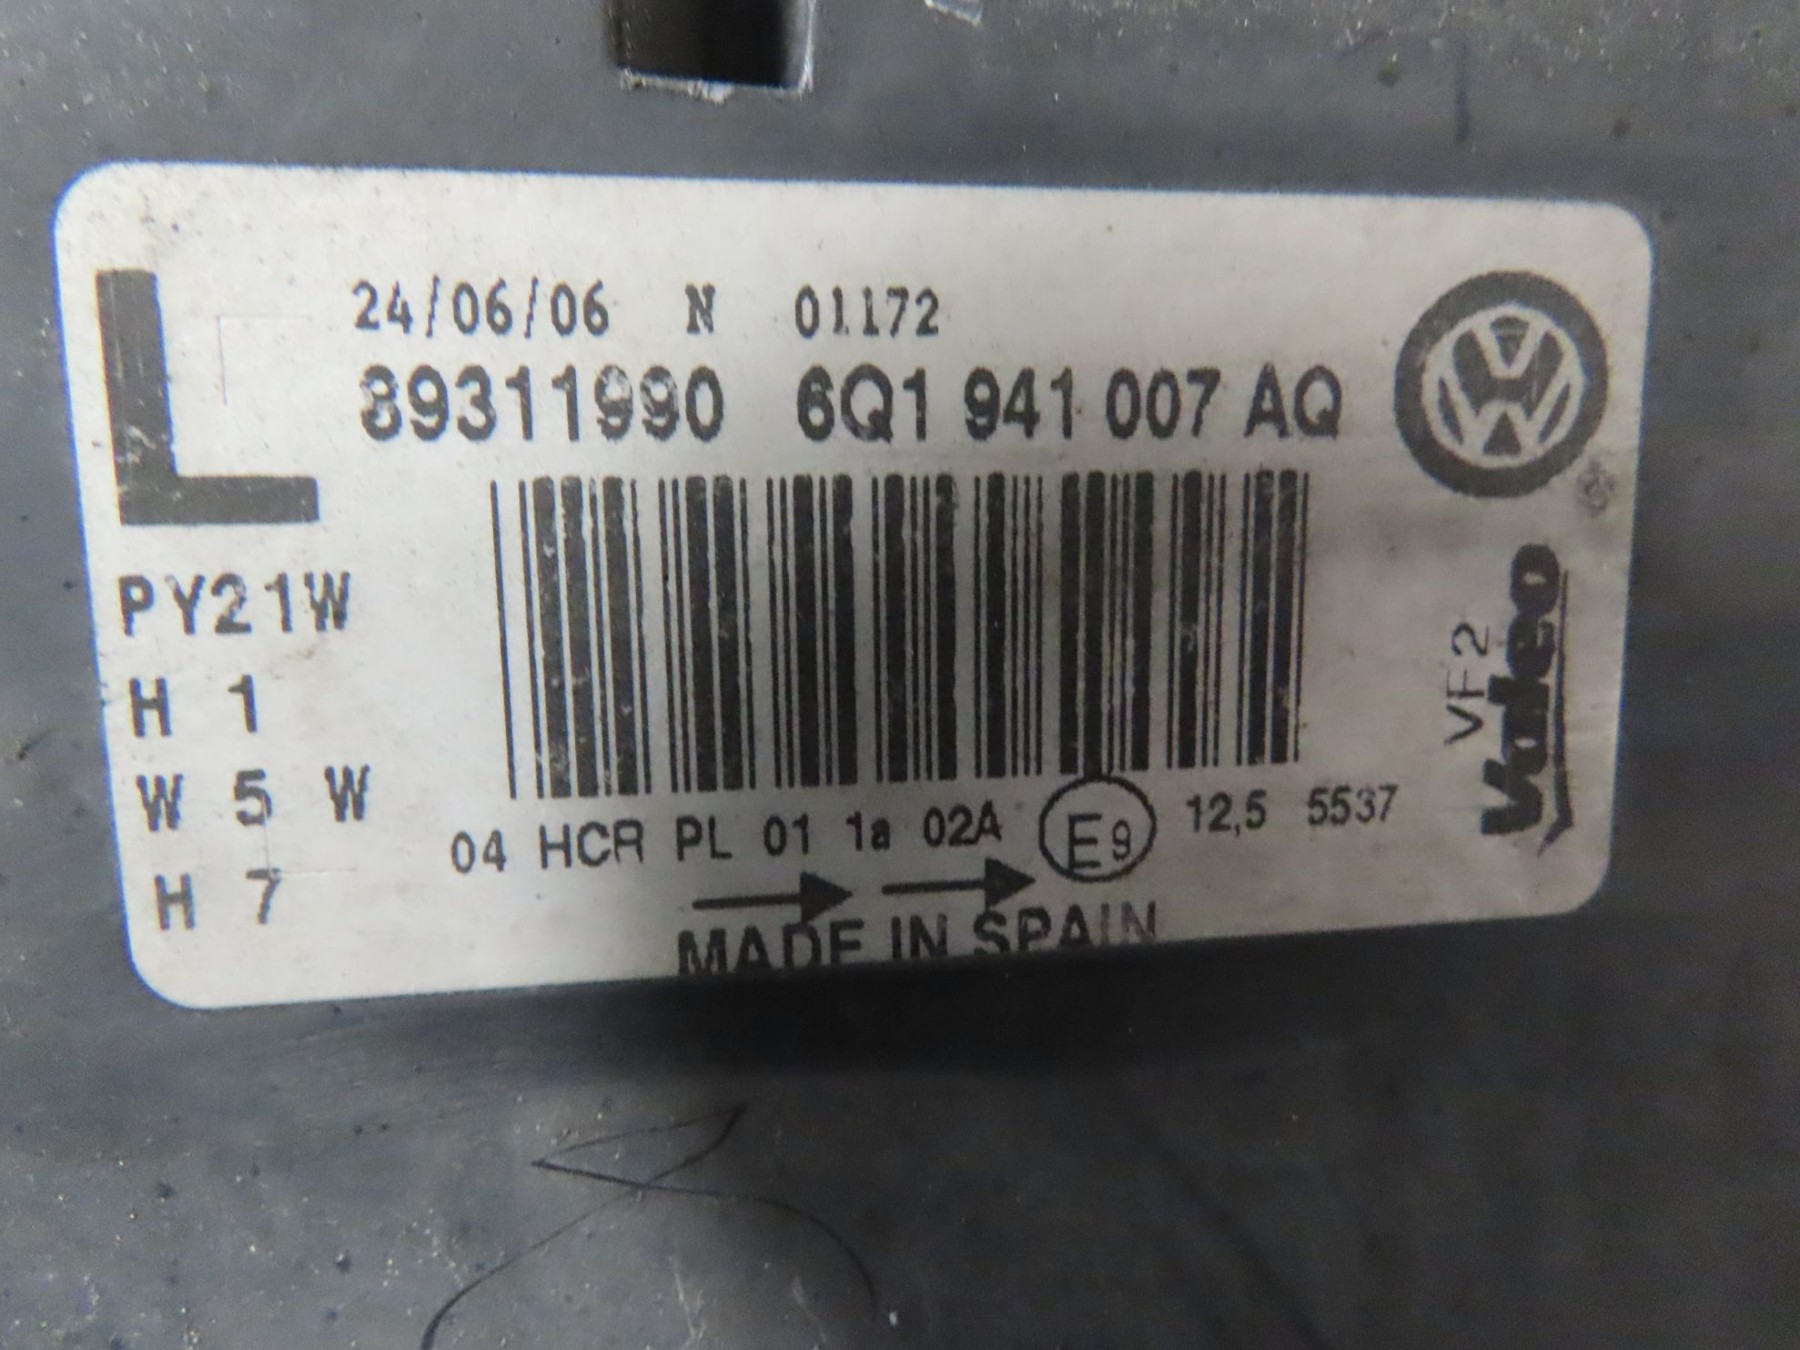 L
24/06/06 N 01172
89311990 6Q1 941 007 AQ
PY21W
H 1
W 5 W
H 7
04 HCR PL 01 1a 02A E9 12,5 5537
MADE IN SPAIN
VF2
Valeo